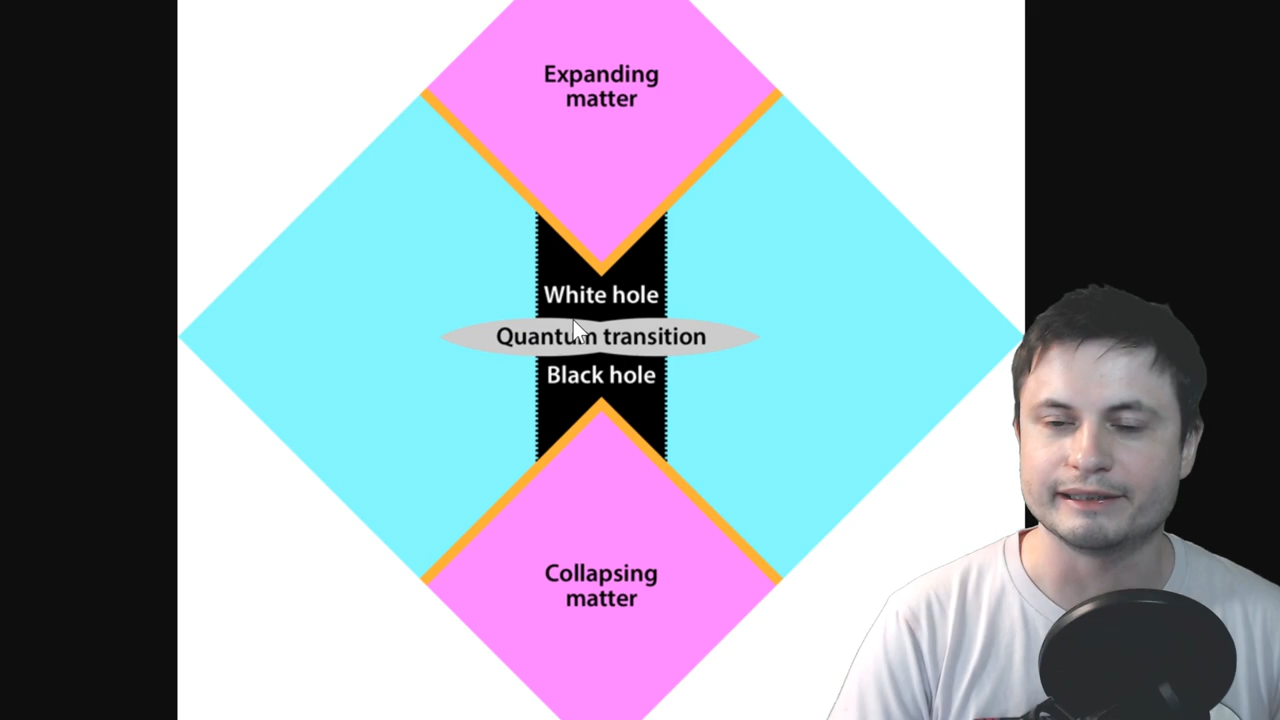 Expanding
matter
White hole
Quantum transition
Black hole
Collapsing
matter